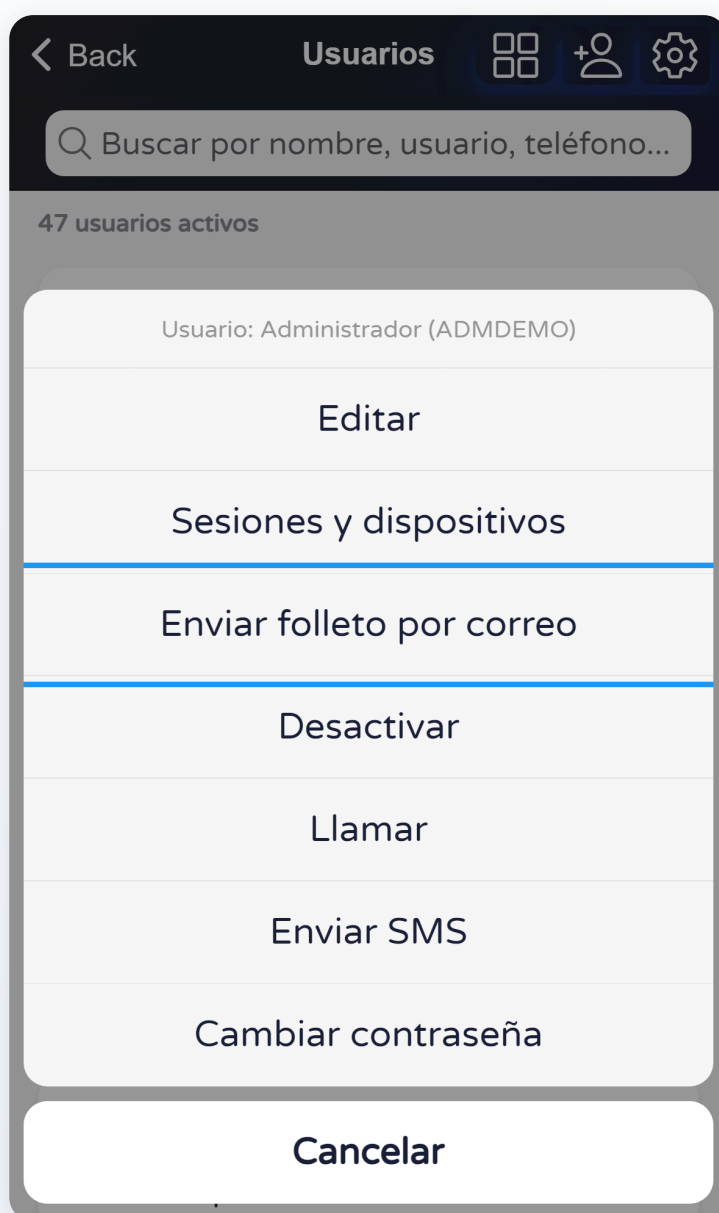 Back
Usuarios
Buscar por nombre, usuario, teléfono...
47 usuarios activos
Usuario: Administrador (ADMDEMO)
Editar
Sesiones y dispositivos
Enviar folleto por correo
Desactivar
Llamar
Enviar SMS
Cambiar contraseña
Cancelar